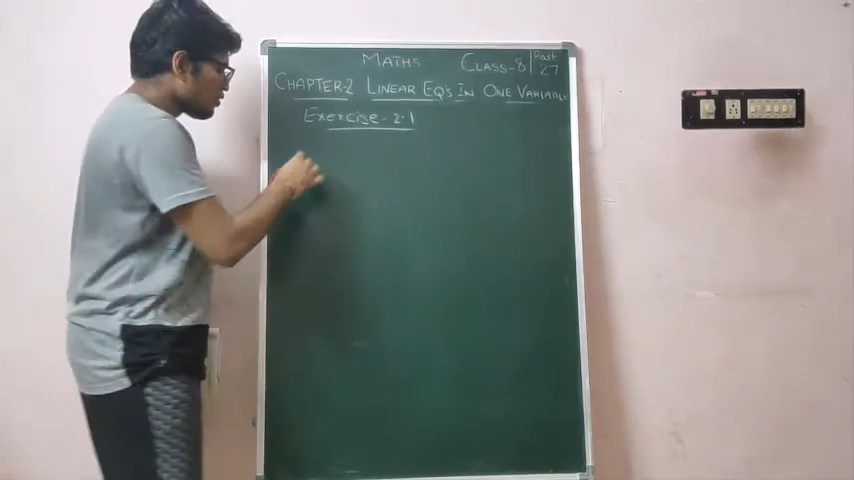 MATHS CLASS-8 Part 27
CHAPTER-2 LINEAR EQ's IN ONE VARIABLE
Exercise-2.1